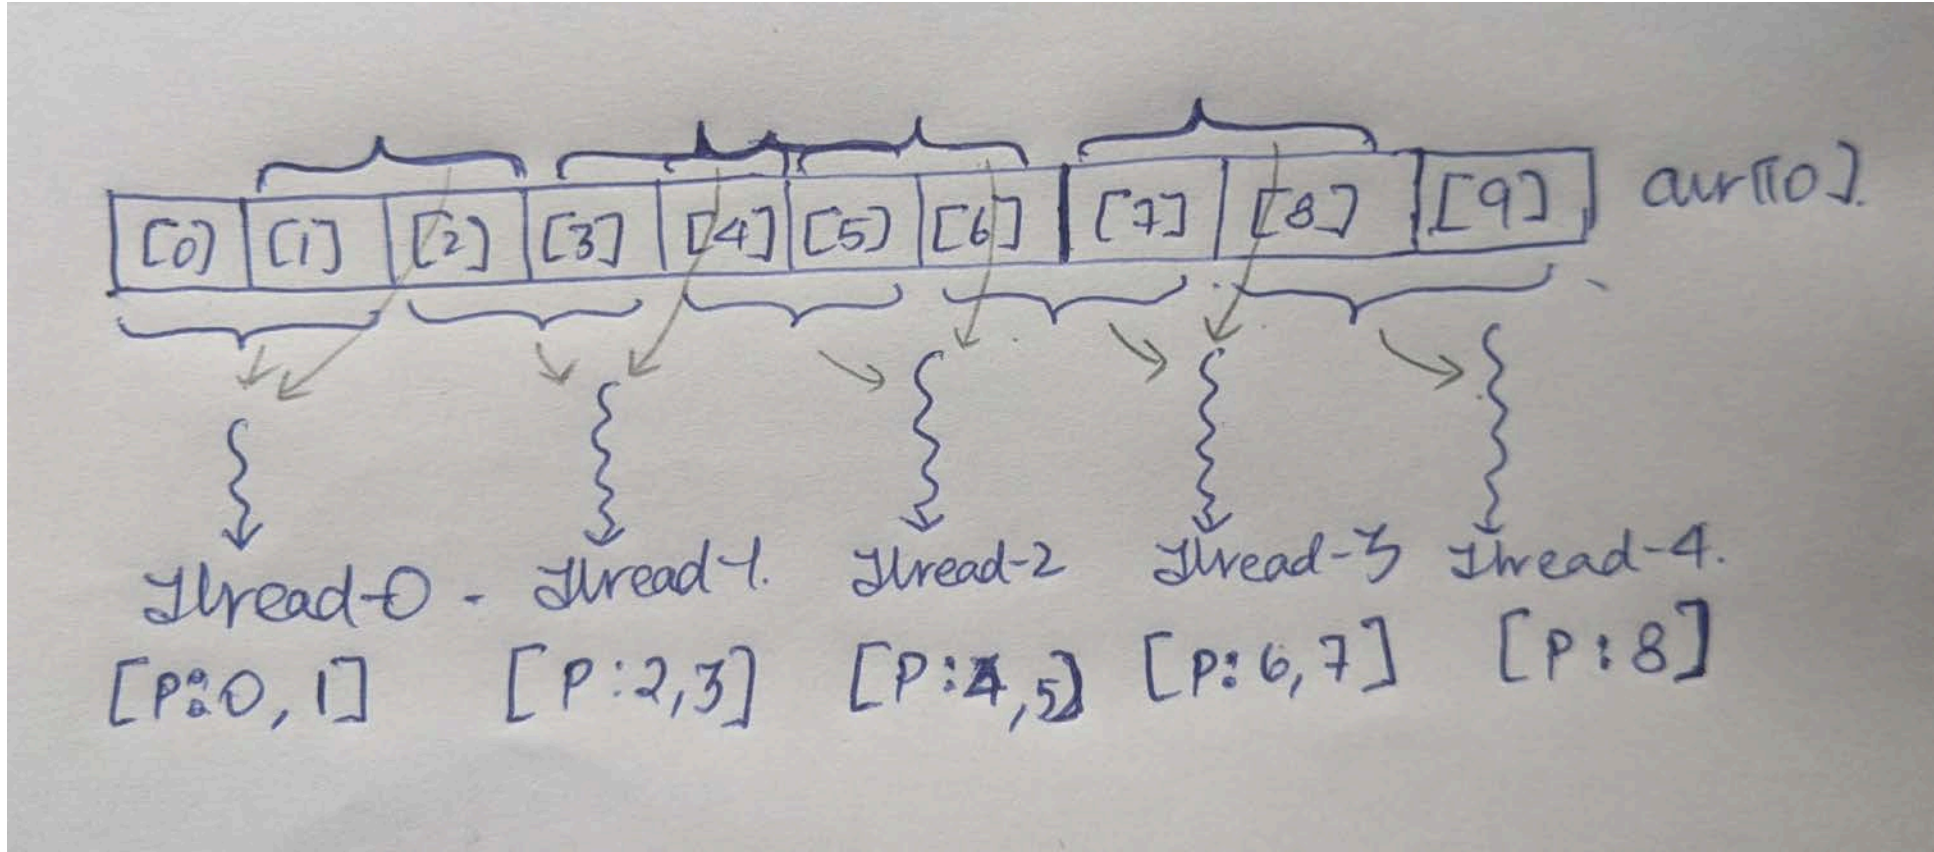 [0] [1] [2] [3] [4] [5] [6] [7] [8] [9] arr[10].
Thread-0 - Thread-1. Thread-2 Thread-3 Thread-4.
[P:0, 1] [P:2,3] [P:4,5] [P:6,7] [P:8]